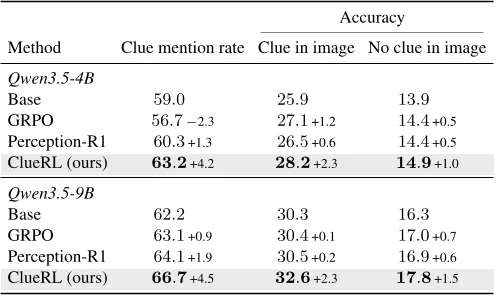 Accuracy
Method Clue mention rate Clue in image No clue in image
Qwen3.5-4B
Base 59.0 25.9 13.9
GRPO 56.7 −2.3 27.1 +1.2 14.4 +0.5
Perception-R1 60.3 +1.3 26.5 +0.6 14.4 +0.5
ClueRL (ours) 63.2 +4.2 28.2 +2.3 14.9 +1.0
Qwen3.5-9B
Base 62.2 30.3 16.3
GRPO 63.1 +0.9 30.4 +0.1 17.0 +0.7
Perception-R1 64.1 +1.9 30.5 +0.2 16.9 +0.6
ClueRL (ours) 66.7 +4.5 32.6 +2.3 17.8 +1.5